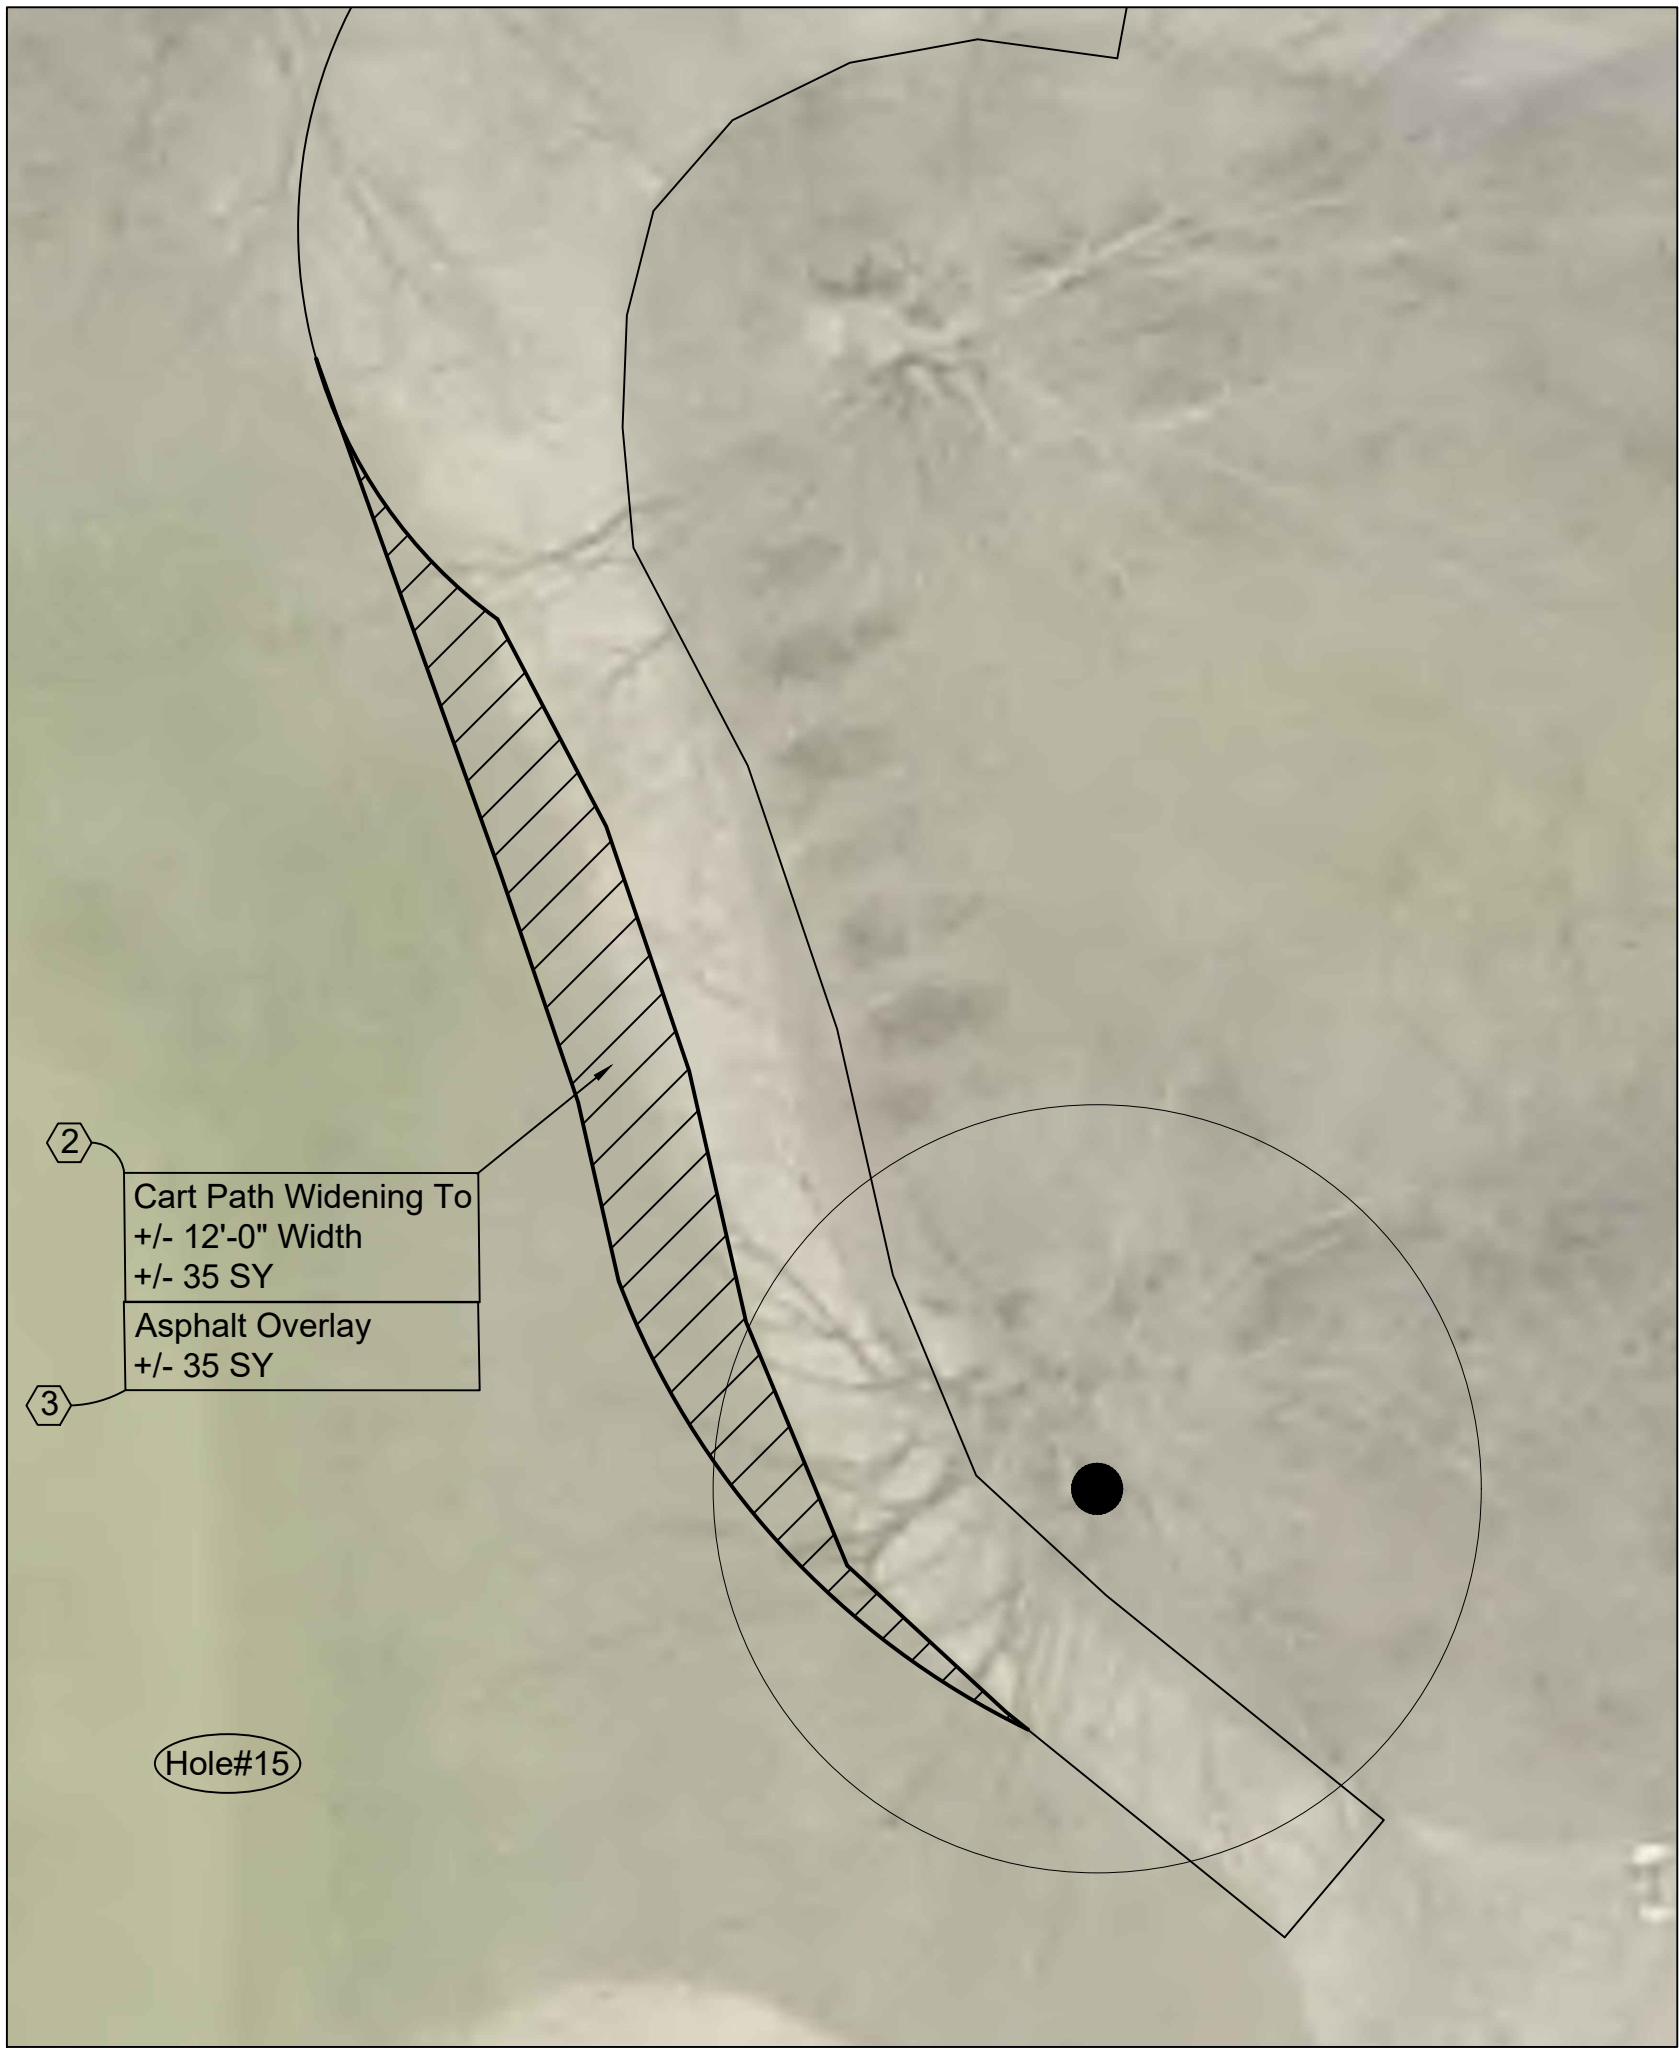 2
Cart Path Widening To
+/- 12'-0" Width
+/- 35 SY
Asphalt Overlay
+/- 35 SY
3
Hole#15